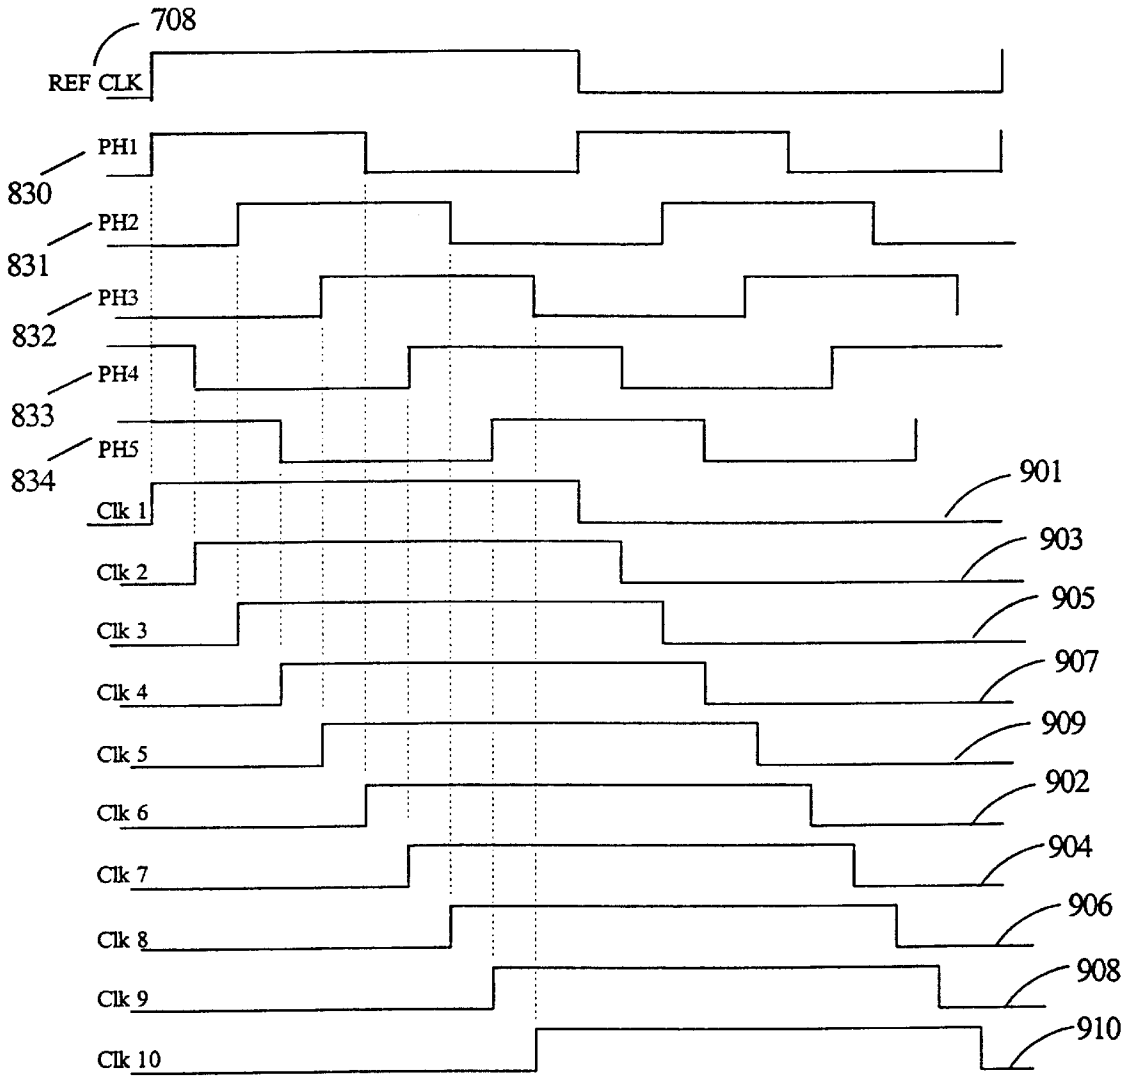 708
REF CLK
PH1
830
PH2
831
PH3
832
PH4
833
PH5
834
901
Clk 1
903
Clk 2
905
Clk 3
907
Clk 4
909
Clk 5
902
Clk 6
904
Clk 7
906
Clk 8
908
Clk 9
910
Clk 10